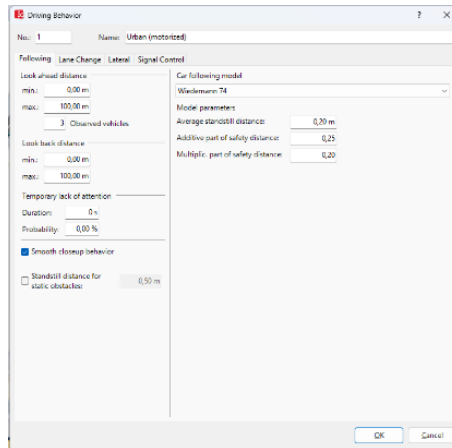 Driving Behavior
No.: 1 Name: Urban (motorized)
Following Lane Change Lateral Signal Control
Look ahead distance
min.: 0,00 m
max.: 100,00 m
3 Observed vehicles
Look back distance
min.: 0,00 m
max.: 100,00 m
Temporary lack of attention
Duration: 0 s
Probability: 0,00 %
Smooth closeup behavior
Standstill distance for
static obstacles: 0,50 m
Car following model
Wiedemann 74
Model parameters
Average standstill distance: 0,20 m
Additive part of safety distance: 0,25
Multiplic. part of safety distance: 0,20
OK Cancel